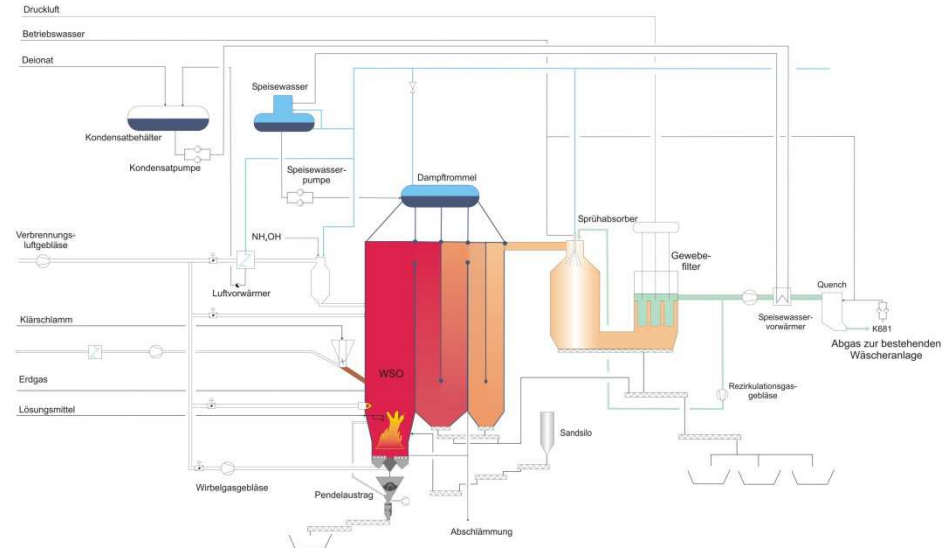 Druckluft
Betriebswasser
Deionat
Speisewasser
Kondensatbehälter
Kondensatpumpe
Speisewasser-
pumpe
Dampftrommel
Sprühabsorber
Verbrennungs-
luftgebläse
NH₄OH
Gewebe-
filter
Luftvorwärmer
Quench
Speisewasser-
vorwärmer
K681
Abgas zur bestehenden
Wäscheranlage
Klärschlamm
WSO
Erdgas
Rezirkulationsgas-
gebläse
Lösungsmittel
Sandsilo
Wirbelgasgebläse
Pendelaustrag
Abschlämmung